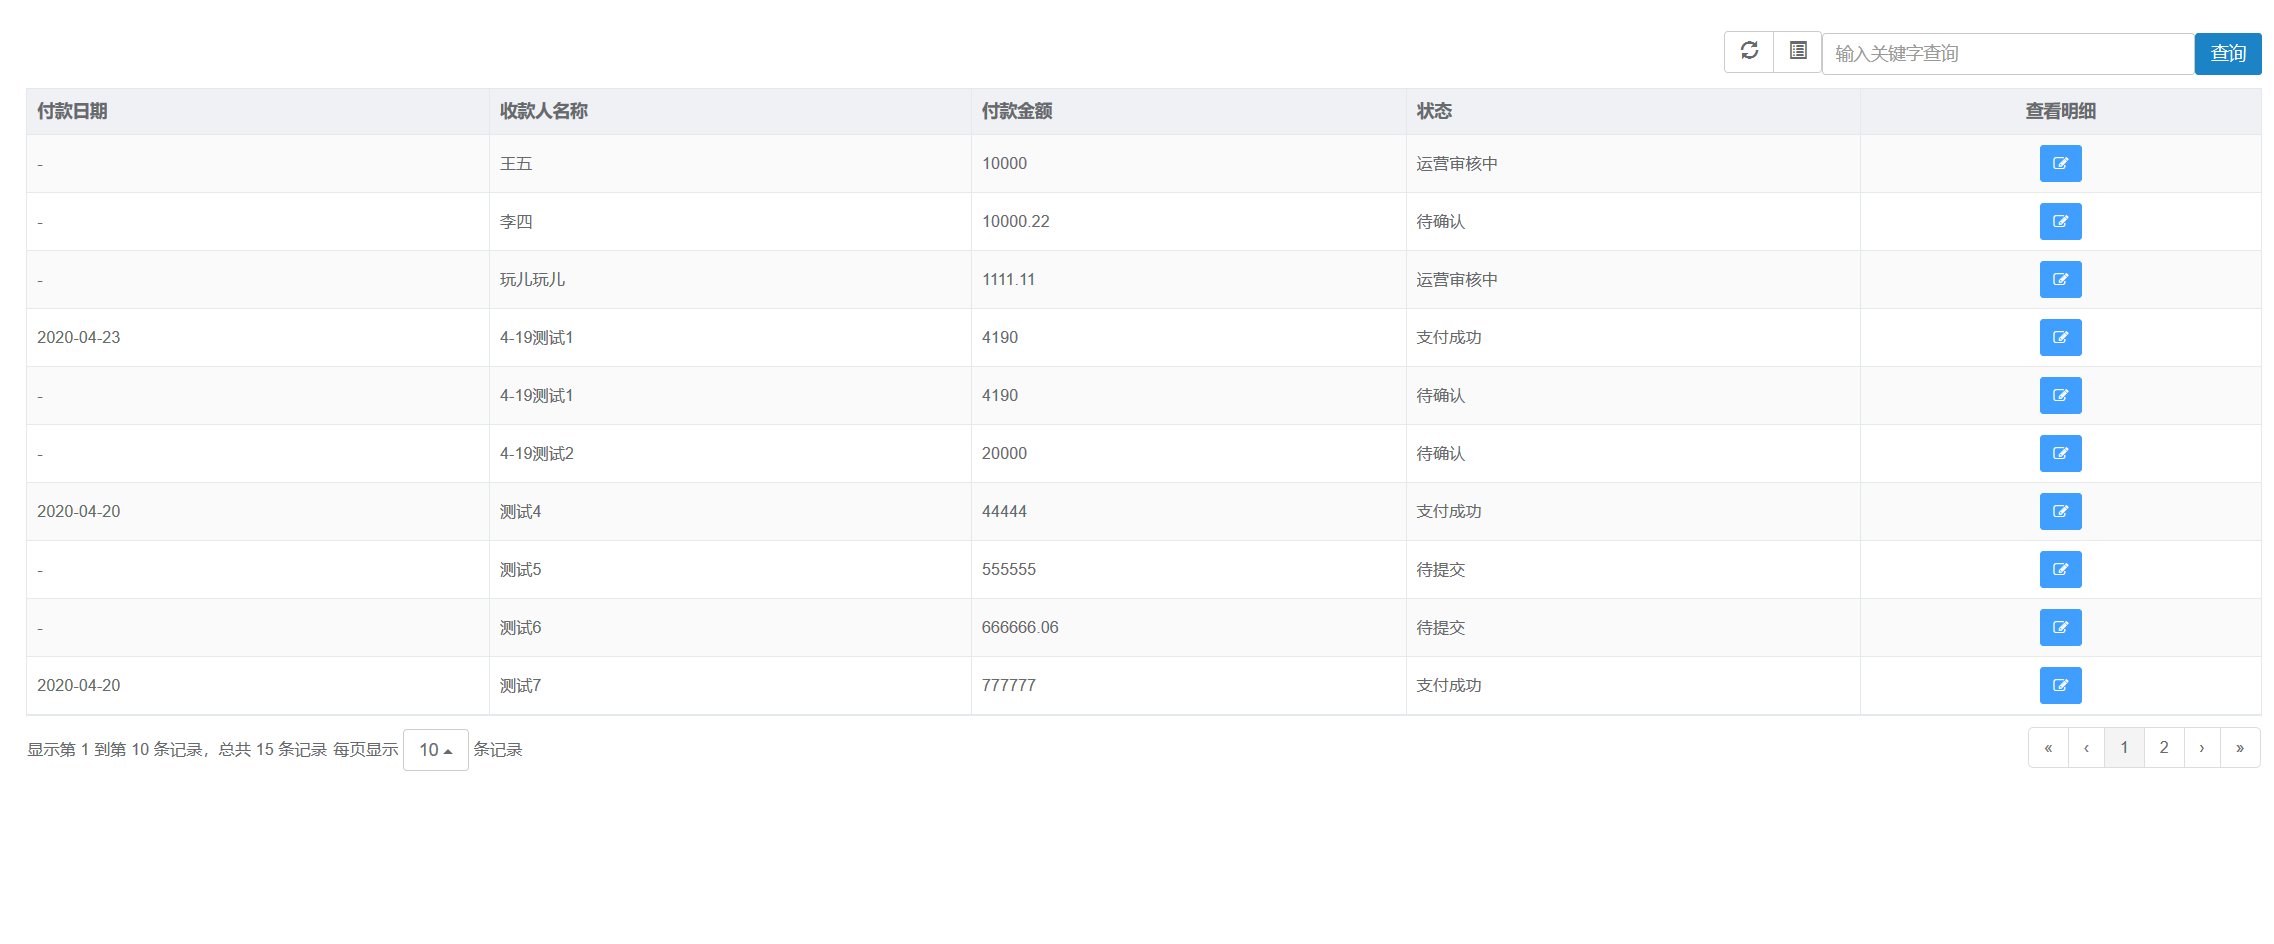 输入关键字查询 查询
付款日期 收款人名称 付款金额 状态 查看明细
- 王五 10000 运营审核中
- 李四 10000.22 待确认
- 玩儿玩儿 1111.11 运营审核中
2020-04-23 4-19测试1 4190 支付成功
- 4-19测试1 4190 待确认
- 4-19测试2 20000 待确认
2020-04-20 测试4 44444 支付成功
- 测试5 555555 待提交
- 测试6 666666.06 待提交
2020-04-20 测试7 777777 支付成功
显示第 1 到第 10 条记录，总共 15 条记录 每页显示 10 条记录 « ‹ 1 2 › »